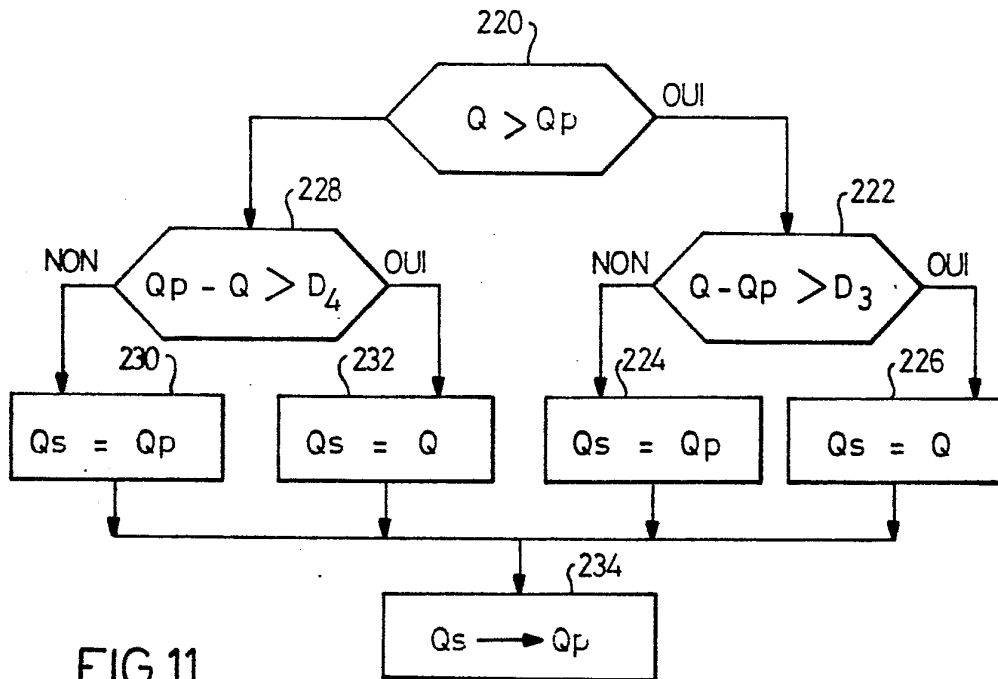 220
Q > Qp
OUI
228
222
NON
Qp - Q > D4
OUI
NON
Q - Qp > D3
OUI
230
232
224
226
Qs = Qp
Qs = Q
Qs = Qp
Qs = Q
234
Qs → Qp
FIG.11